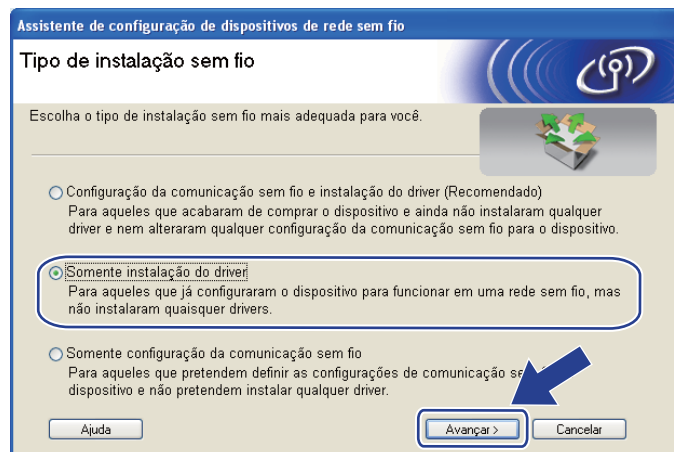 Assistente de configuração de dispositivos de rede sem fio
Tipo de instalação sem fio
Escolha o tipo de instalação sem fio mais adequada para você.
Configuração da comunicação sem fio e instalação do driver (Recomendado)
Para aqueles que acabaram de comprar o dispositivo e ainda não instalaram qualquer
driver e nem alteraram qualquer configuração da comunicação sem fio para o dispositivo.
Somente instalação do driver
Para aqueles que já configuraram o dispositivo para funcionar em uma rede sem fio, mas
não instalaram quaisquer drivers.
Somente configuração da comunicação sem fio
Para aqueles que pretendem definir as configurações de comunicação
dispositivo e não pretendem instalar qualquer driver.
Ajuda
Avançar >
Cancelar